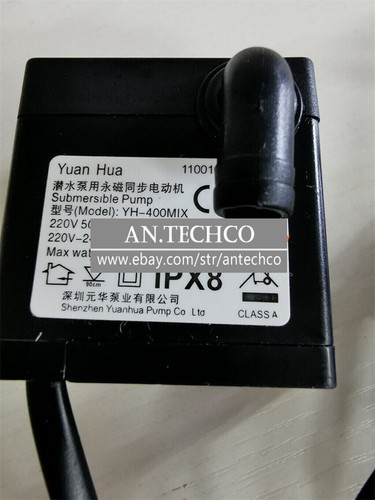 Yuan Hua 11001
潜水泵用永磁同步电动机
Submersible Pump
型号(Model): YH-400MIX
220V 50
220V-24
Max wat
AN.TECHCO
www.ebay.com/str/antechco
90cm
IPX8
深圳元华泵业有限公司
Shenzhen Yuanhua Pump Co Ltd
CLASS A